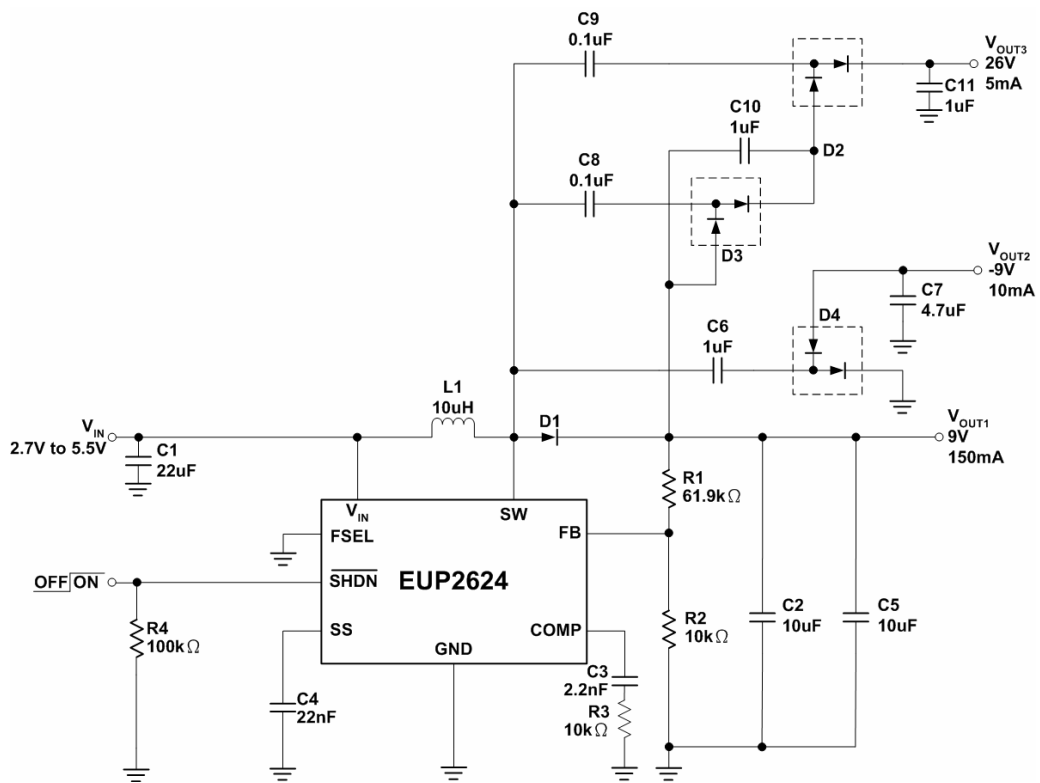 C9
0.1uF
VOUT3
26V
5mA
C11
1uF
C10
1uF
D2
C8
0.1uF
D3
VOUT2
-9V
10mA
C7
4.7uF
D4
C6
1uF
L1
10uH
D1
VIN
2.7V to 5.5V
C1
22uF
VOUT1
9V
150mA
R1
61.9kΩ
VIN
SW
FSEL
FB
OFF ON
SHDN
EUP2624
R4
100kΩ
SS
COMP
GND
R2
10kΩ
C2
10uF
C5
10uF
C3
2.2nF
C4
22nF
R3
10kΩ